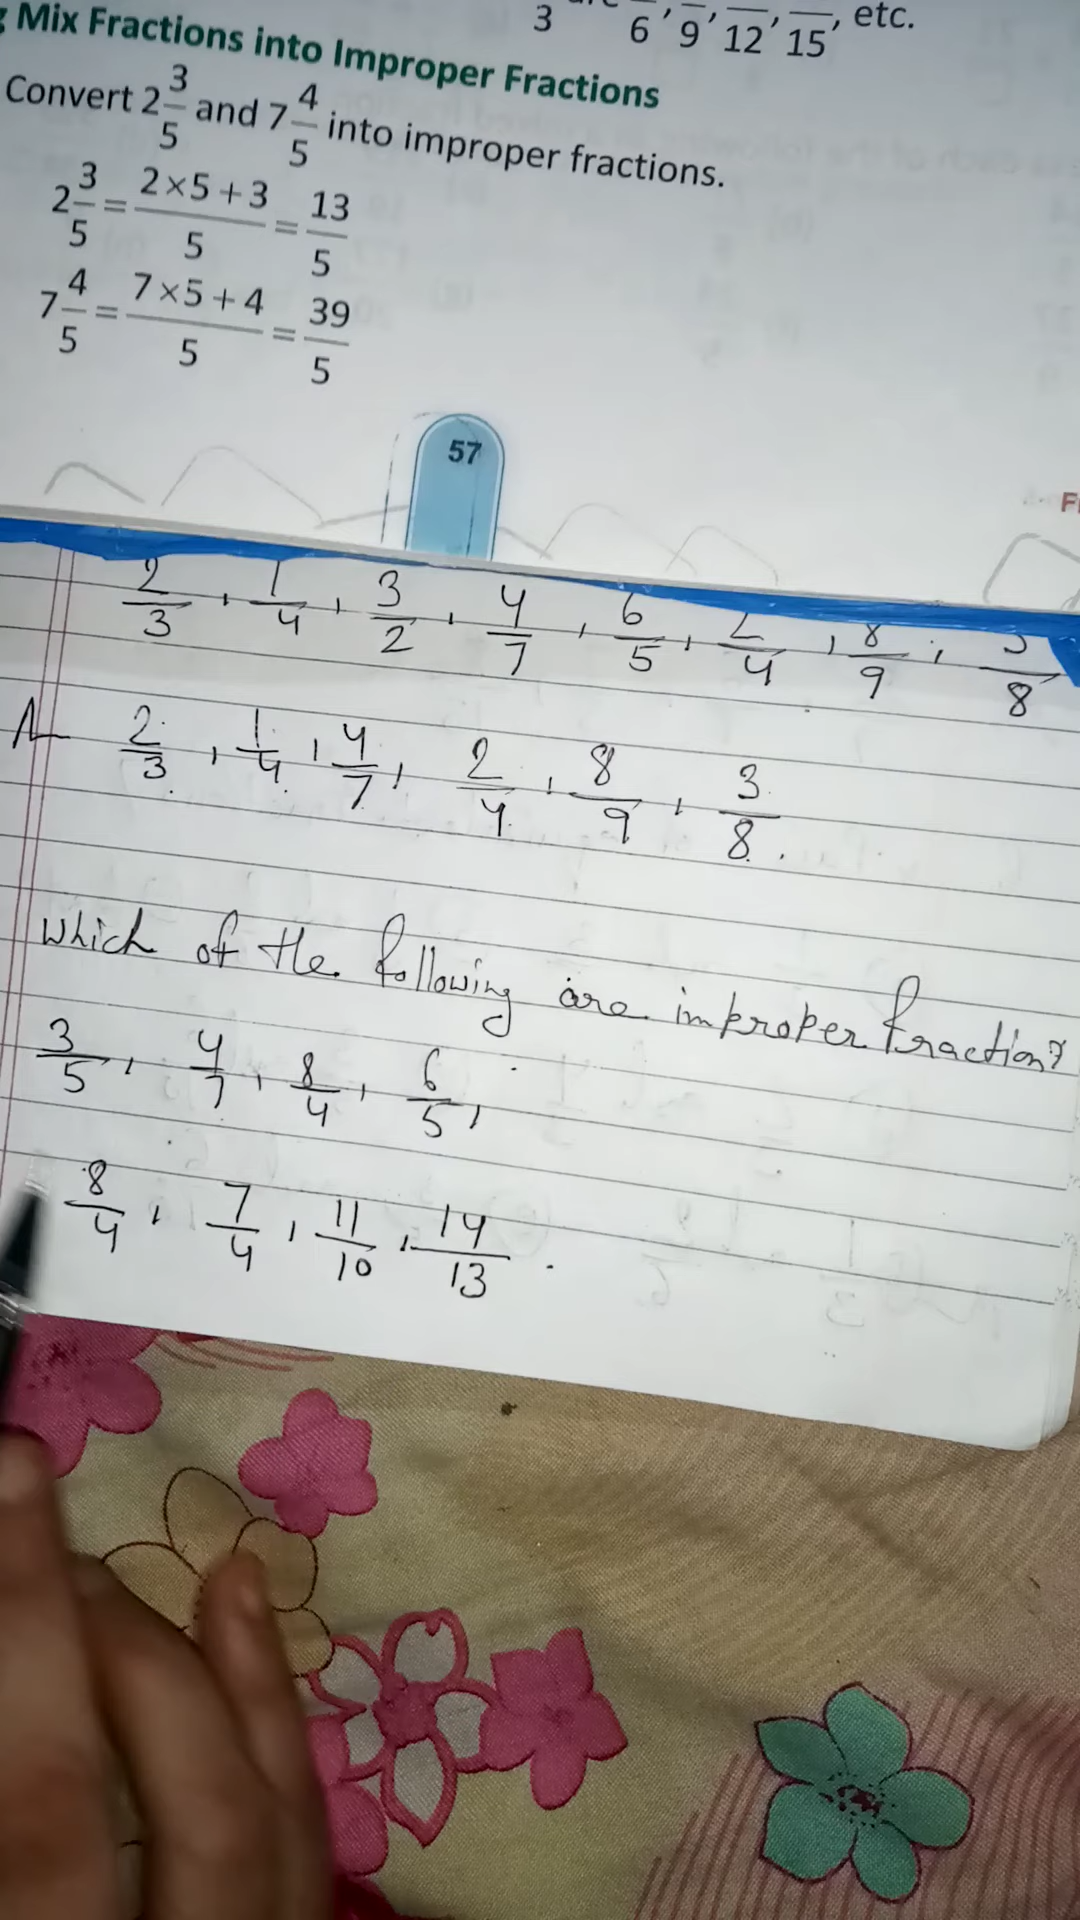 3 6, 9, 12, 15, etc.
Mix Fractions into Improper Fractions
Convert 2 3/5 and 7 4/5 into improper fractions.
2 3/5 = 2×5+3/5 = 13/5
7 4/5 = 7×5+4/5 = 39/5
57
2/3, 1/4, 3/2, 4/7, 6/5, 2/4, 8/9, 3/8
2/3, 1/4, 4/7, 2/4, 8/9, 3/8.
Which of the following are improper fraction?
3/5, 4/7, 8/4, 6/5,
8/4, 7/4, 11/10, 14/13.